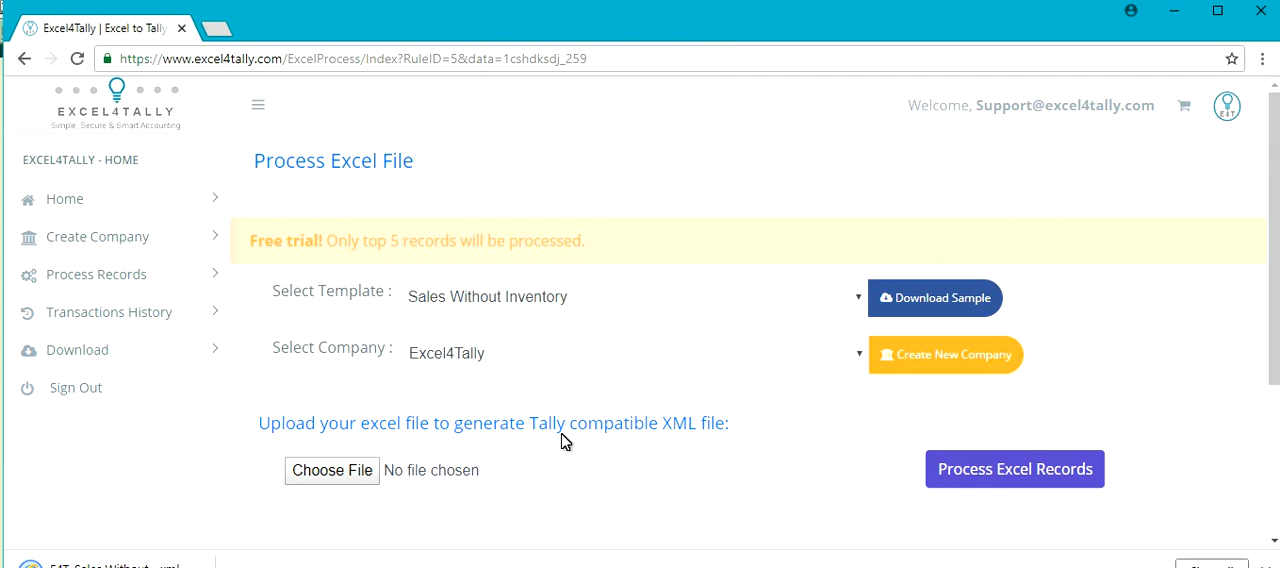 Excel4Tally | Excel to Tally
https://www.excel4tally.com/ExcelProcess/Index?RuleID=5&data=1cshdksdj_259
EXCEL4TALLY
Simple, Secure & Smart Accounting
Welcome, Support@excel4tally.com
E4T
EXCEL4TALLY - HOME
Process Excel File
Home
Create Company
Free trial! Only top 5 records will be processed.
Process Records
Select Template : Sales Without Inventory Download Sample
Transactions History
Select Company : Excel4Tally Create New Company
Download
Sign Out
Upload your excel file to generate Tally compatible XML file:
Choose File No file chosen Process Excel Records